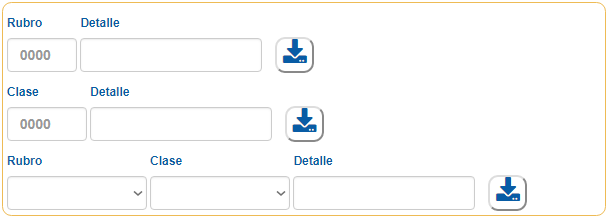 Rubro Detalle
0000
Clase Detalle
0000
Rubro Clase Detalle